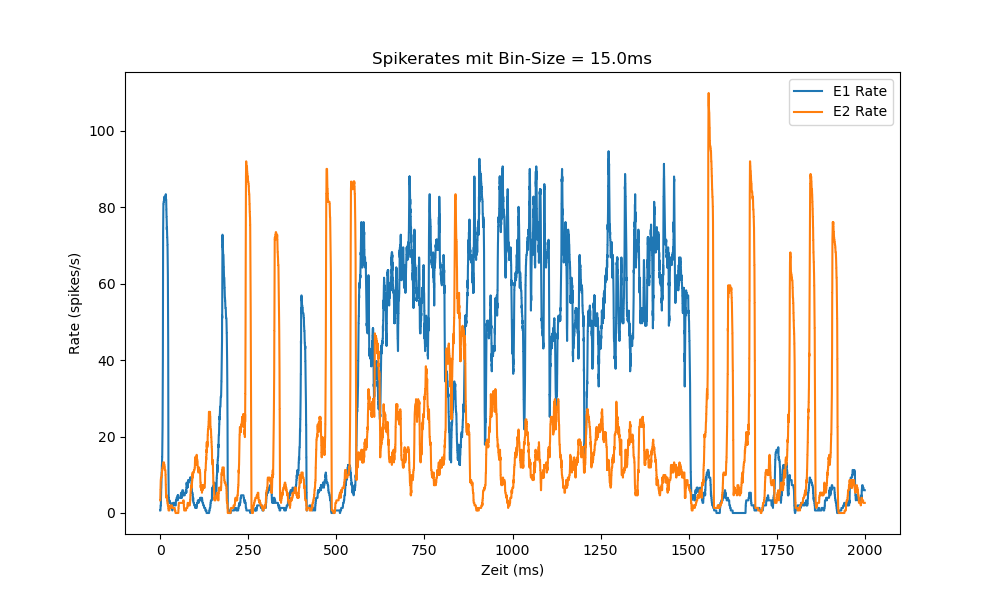 Spikerates mit Bin-Size = 15.0ms
E1 Rate
E2 Rate
Rate (spikes/s)
100
80
60
40
20
0
0 250 500 750 1000 1250 1500 1750 2000
Zeit (ms)